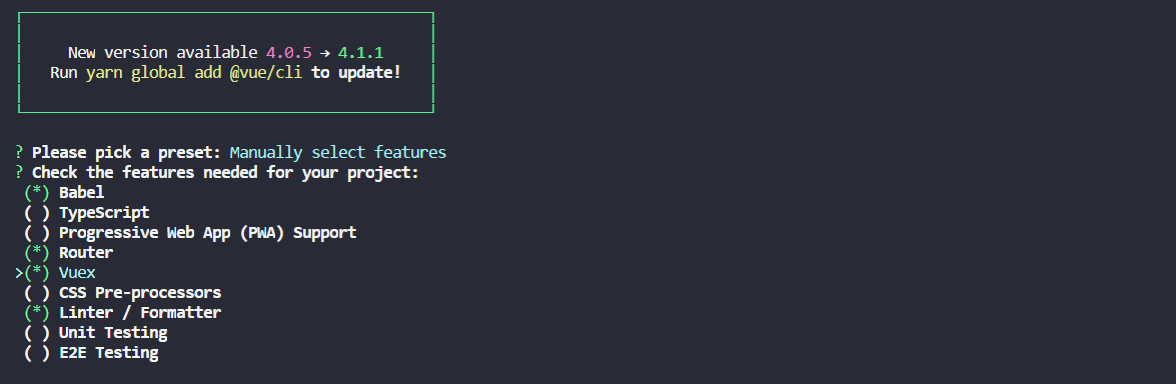 New version available 4.0.5 → 4.1.1
Run yarn global add @vue/cli to update!
? Please pick a preset: Manually select features
? Check the features needed for your project:
(*) Babel
( ) TypeScript
( ) Progressive Web App (PWA) Support
(*) Router
>(*) Vuex
( ) CSS Pre-processors
(*) Linter / Formatter
( ) Unit Testing
( ) E2E Testing